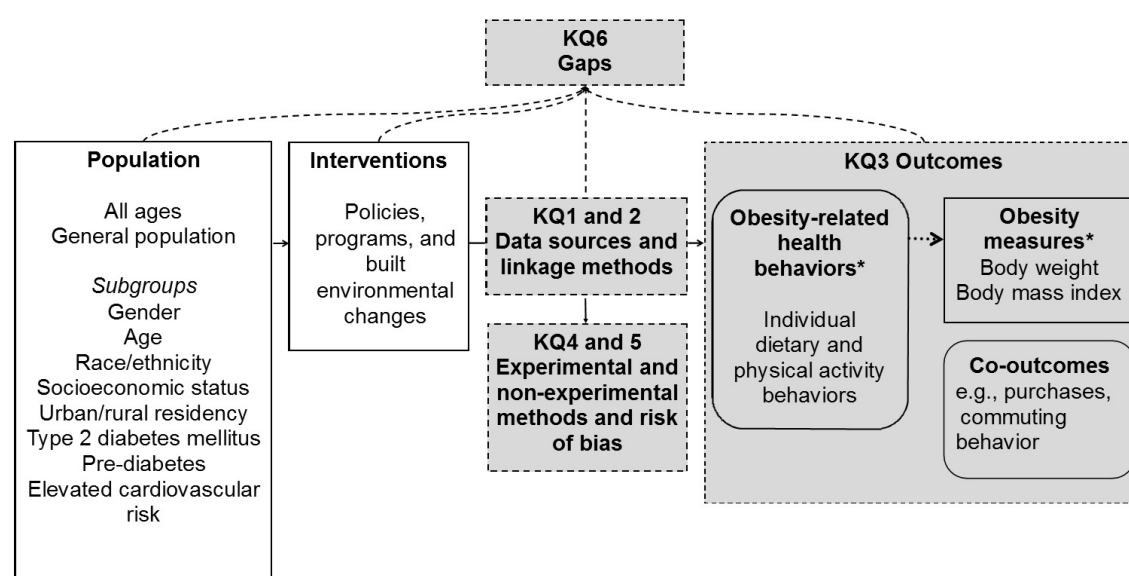 KQ6
Gaps
Population
All ages
General population
Subgroups
Gender
Age
Race/ethnicity
Socioeconomic status
Urban/rural residency
Type 2 diabetes mellitus
Pre-diabetes
Elevated cardiovascular
risk
Interventions
Policies,
programs, and
built
environmental
changes
KQ1 and 2
Data sources and
linkage methods
KQ4 and 5
Experimental and
non-experimental
methods and risk
of bias
KQ3 Outcomes
Obesity-related
health
behaviors*
Individual
dietary and
physical activity
behaviors
Obesity
measures*
Body weight
Body mass index
Co-outcomes
e.g., purchases,
commuting
behavior